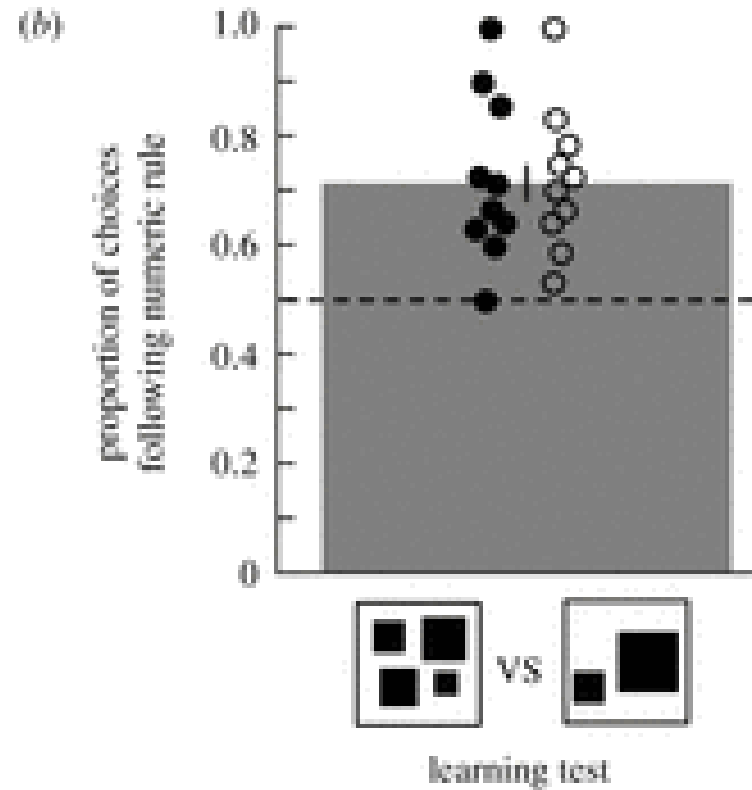 (b)
proportion of choices
following numeric rule
1.0
0.8
0.6
0.4
0.2
0
vs
learning test